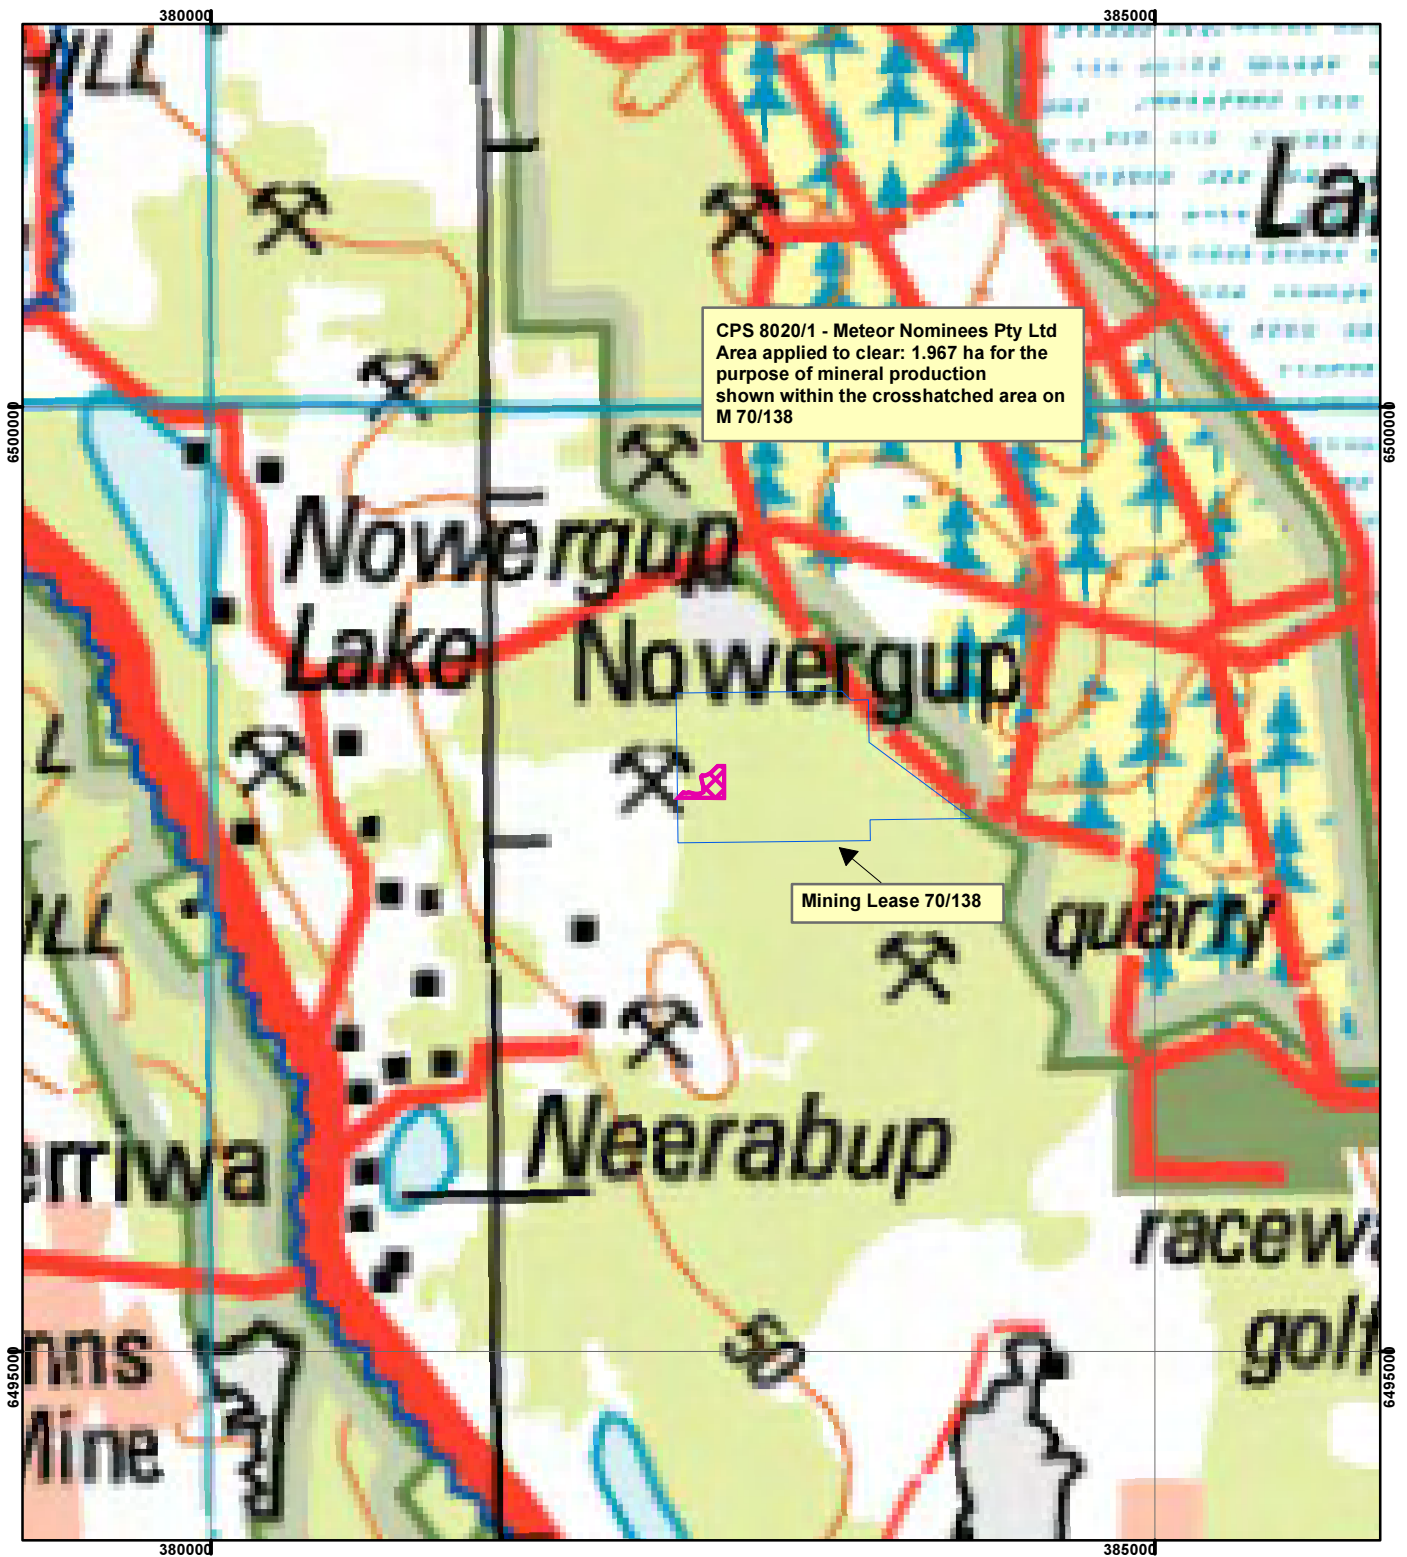 380000
385000
CPS 8020/1 - Meteor Nominees Pty Ltd
Area applied to clear: 1.967 ha for the
purpose of mineral production
shown within the crosshatched area on
M 70/138
6500000
6500000
Nowergup
Lake
Nowergup
Mining Lease 70/138
quarry
Neerabup
6495000
6495000
380000
385000